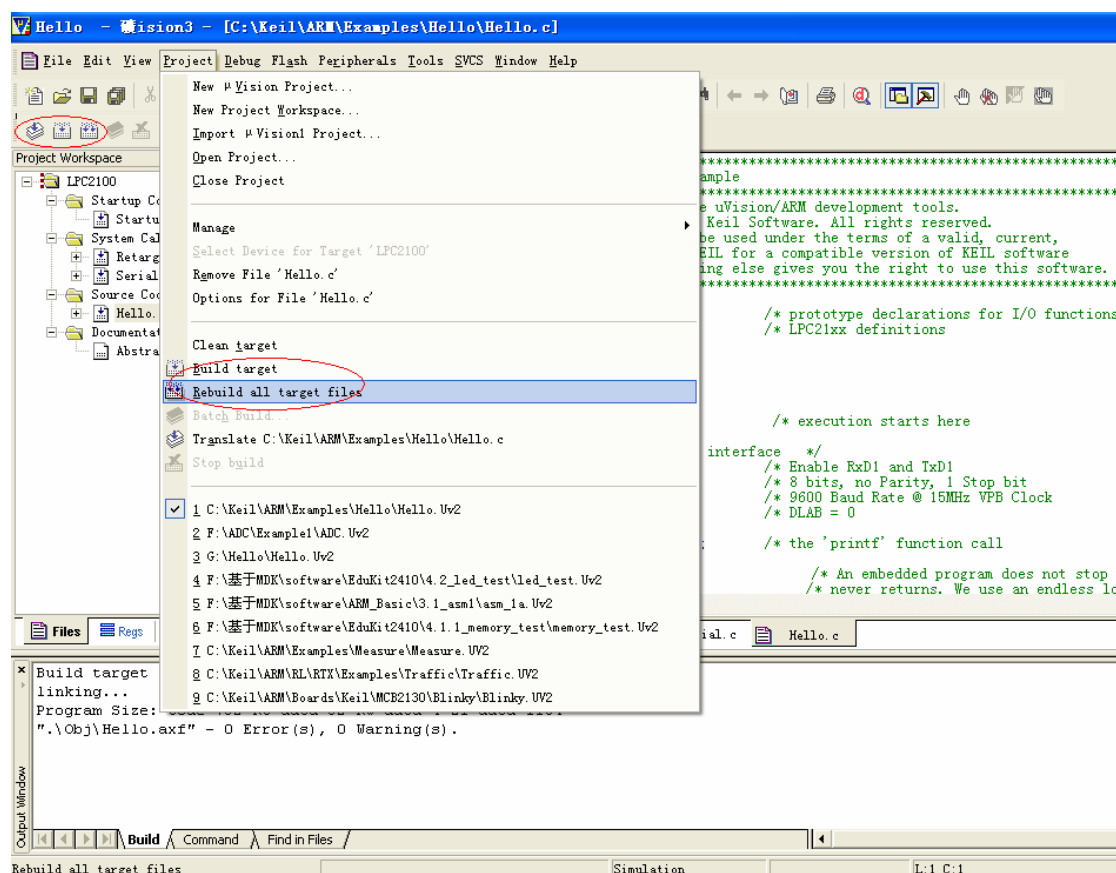 Hello - 礦ision3 - [C:\Keil\ARM\Examples\Hello\Hello.c]
File Edit View Project Debug Flash Peripherals Tools SVCS Window Help
New μVision Project...
New Project Workspace...
Import μVision1 Project...
Open Project...
Close Project
Manage
Select Device for Target 'LPC2100'
Remove File 'Hello.c'
Options for File 'Hello.c'
Clean target
Build target
Rebuild all target files
Batch Build...
Translate C:\Keil\ARM\Examples\Hello\Hello.c
Stop build
1 C:\Keil\ARM\Examples\Hello\Hello.Uv2
2 F:\ADC\Example1\ADC.Uv2
3 G:\Hello\Hello.Uv2
4 F:\基于MDK\software\EduKit2410\4.2_led_test\led_test.Uv2
5 F:\基于MDK\software\ARM_Basic\3.1_asm1\asm_1a.Uv2
6 F:\基于MDK\software\EduKit2410\4.1.1_memory_test\memory_test.Uv2
7 C:\Keil\ARM\Examples\Measure\Measure.UV2
8 C:\Keil\ARM\RL\RTX\Examples\Traffic\Traffic.UV2
9 C:\Keil\ARM\Boards\Keil\MCB2130\Blinky\Blinky.UV2
Project Workspace
LPC2100
Startup Co
Startu
System Cal
Retarg
Serial
Source Cod
Hello.
Documentat
Abstra
Files Regs
*****************************************************
ample
*****************************************************
e uVision/ARM development tools.
Keil Software. All rights reserved.
be used under the terms of a valid, current,
EIL for a compatible version of KEIL software
ing else gives you the right to use this software.
*****************************************************
/* prototype declarations for I/O functions
/* LPC21xx definitions
/* execution starts here
interface */
/* Enable RxD1 and TxD1
/* 8 bits, no Parity, 1 Stop bit
/* 9600 Baud Rate @ 15MHz VPB Clock
/* DLAB = 0
; /* the 'printf' function call
/* An embedded program does not stop
/* never returns. We use an endless lo
ial.c Hello.c
Build target
linking...
Program Size:
".\Obj\Hello.axf" - 0 Error(s), 0 Warning(s).
Output Window
Build Command Find in Files
Rebuild all target files Simulation L:1 C:1